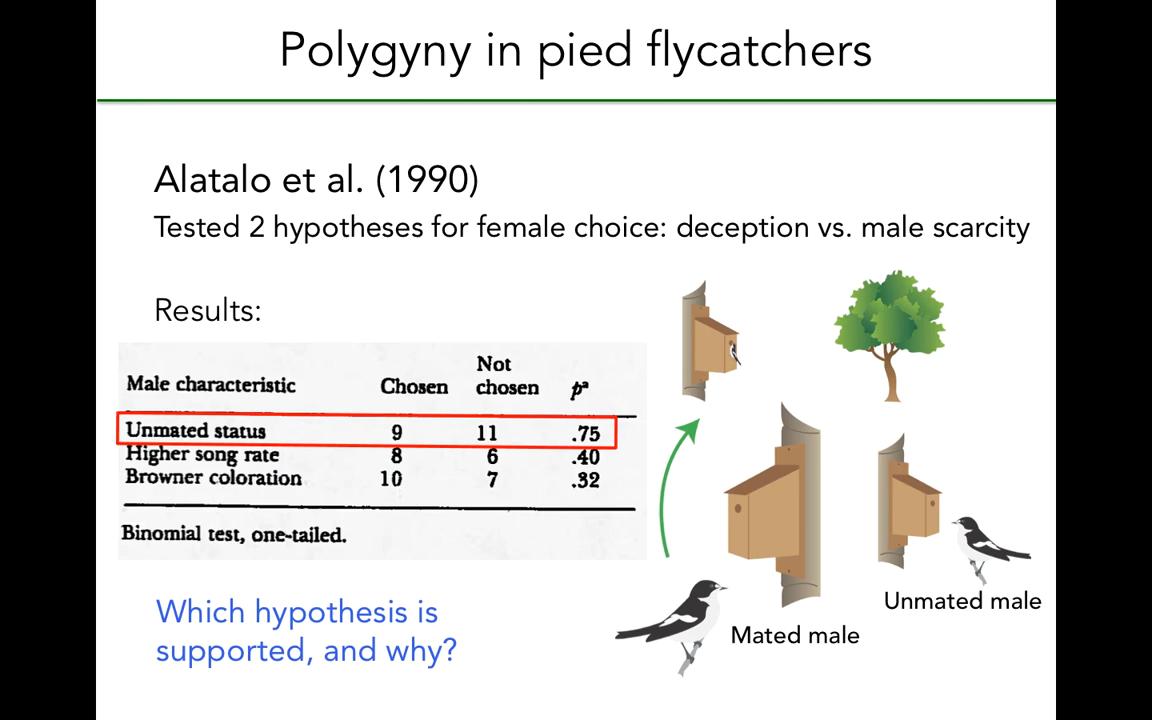 Polygyny in pied flycatchers
Alatalo et al. (1990)
Tested 2 hypotheses for female choice: deception vs. male scarcity
Results:
Male characteristic Chosen Not chosen pª
Unmated status 9 11 .75
Higher song rate 8 6 .40
Browner coloration 10 7 .32
Binomial test, one-tailed.
Which hypothesis is
supported, and why?
Mated male
Unmated male